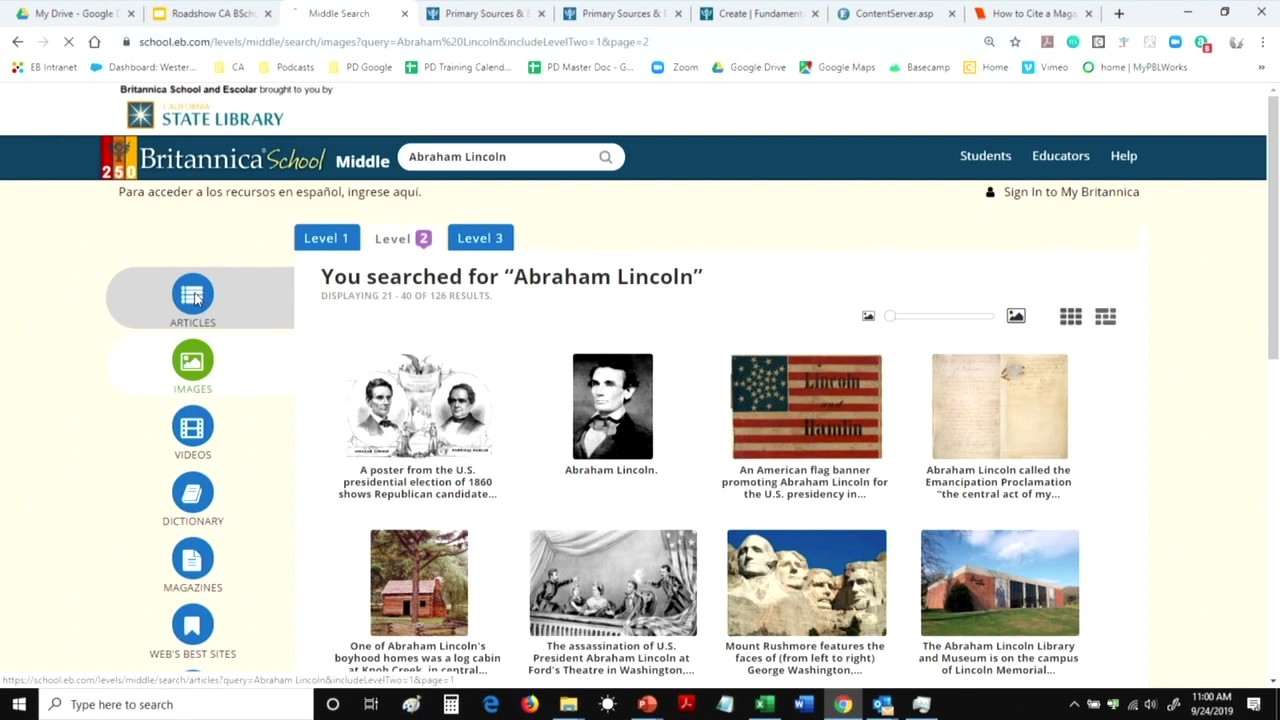 My Drive - Google D
Roadshow CA BSch
Middle Search
Primary Sources & E
Primary Sources & E
Create | Fundament
ContentServer.asp
How to Cite a Maga
school.eb.com/levels/middle/search/images?query=Abraham%20Lincoln&includeLevelTwo=1&page=2
EB Intranet
Dashboard: Wester...
CA
Podcasts
PD Google
PD Training Calend...
PD Master Doc - G...
Zoom
Google Drive
Google Maps
Basecamp
Home
Vimeo
home | MyPBLWorks
»
Britannica School and Escolar brought to you by
CALIFORNIA
STATE LIBRARY
250
Britannica School Middle
Abraham Lincoln
Students
Educators
Help
Para acceder a los recursos en español, ingrese aquí.
Sign In to My Britannica
Level 1
Level 2
Level 3
You searched for “Abraham Lincoln”
DISPLAYING 21 - 40 OF 126 RESULTS.
ARTICLES
IMAGES
VIDEOS
DICTIONARY
MAGAZINES
WEB'S BEST SITES
Lincoln
and
Hamlin
A poster from the U.S.
presidential election of 1860
shows Republican candidate...
Abraham Lincoln.
An American flag banner
promoting Abraham Lincoln for
the U.S. presidency in...
Abraham Lincoln called the
Emancipation Proclamation
"the central act of my...
One of Abraham Lincoln's
boyhood homes was a log cabin
at Knob Creek, in central...
The assassination of U.S.
President Abraham Lincoln at
Ford's Theatre in Washington,...
Mount Rushmore features the
faces of (from left to right)
George Washington,...
The Abraham Lincoln Library
and Museum is on the campus
of Lincoln Memorial...
https://school.eb.com/levels/middle/search/articles?query=Abraham Lincoln&includeLevelTwo=1&page=1
Type here to search
11:00 AM
9/24/2019